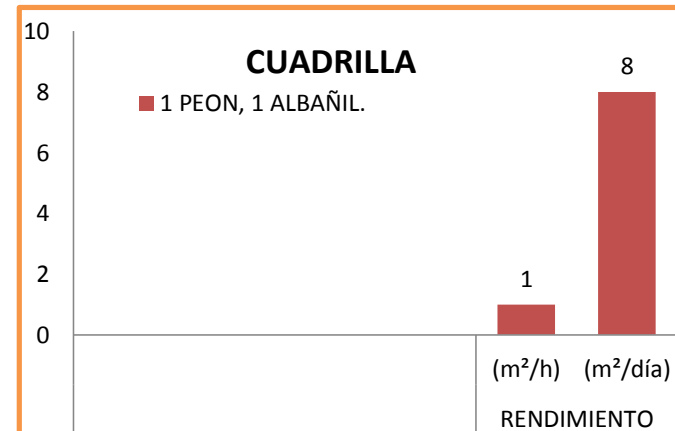 10
CUADRILLA
8
8
1 PEON, 1 ALBAÑIL.
6
4
2
1
0
(m²/h) (m²/día)
RENDIMIENTO